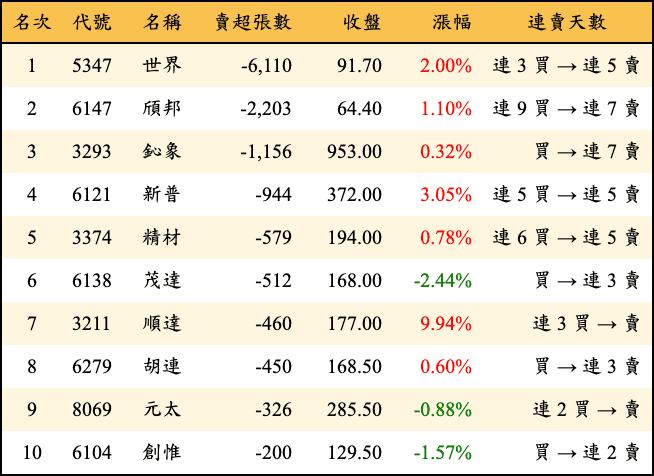 名次 代號 名稱 賣超張數 收盤 漲幅 連賣天數
1 5347 世界 -6,110 91.70 2.00% 連 3 買 → 連 5 賣
2 6147 頎邦 -2,203 64.40 1.10% 連 9 買 → 連 7 賣
3 3293 鈊象 -1,156 953.00 0.32% 買 → 連 7 賣
4 6121 新普 -944 372.00 3.05% 連 5 買 → 連 5 賣
5 3374 精材 -579 194.00 0.78% 連 6 買 → 連 5 賣
6 6138 茂達 -512 168.00 -2.44% 買 → 連 3 賣
7 3211 順達 -460 177.00 9.94% 連 3 買 → 賣
8 6279 胡連 -450 168.50 0.60% 買 → 連 3 賣
9 8069 元太 -326 285.50 -0.88% 連 2 買 → 賣
10 6104 創惟 -200 129.50 -1.57% 買 → 連 2 賣